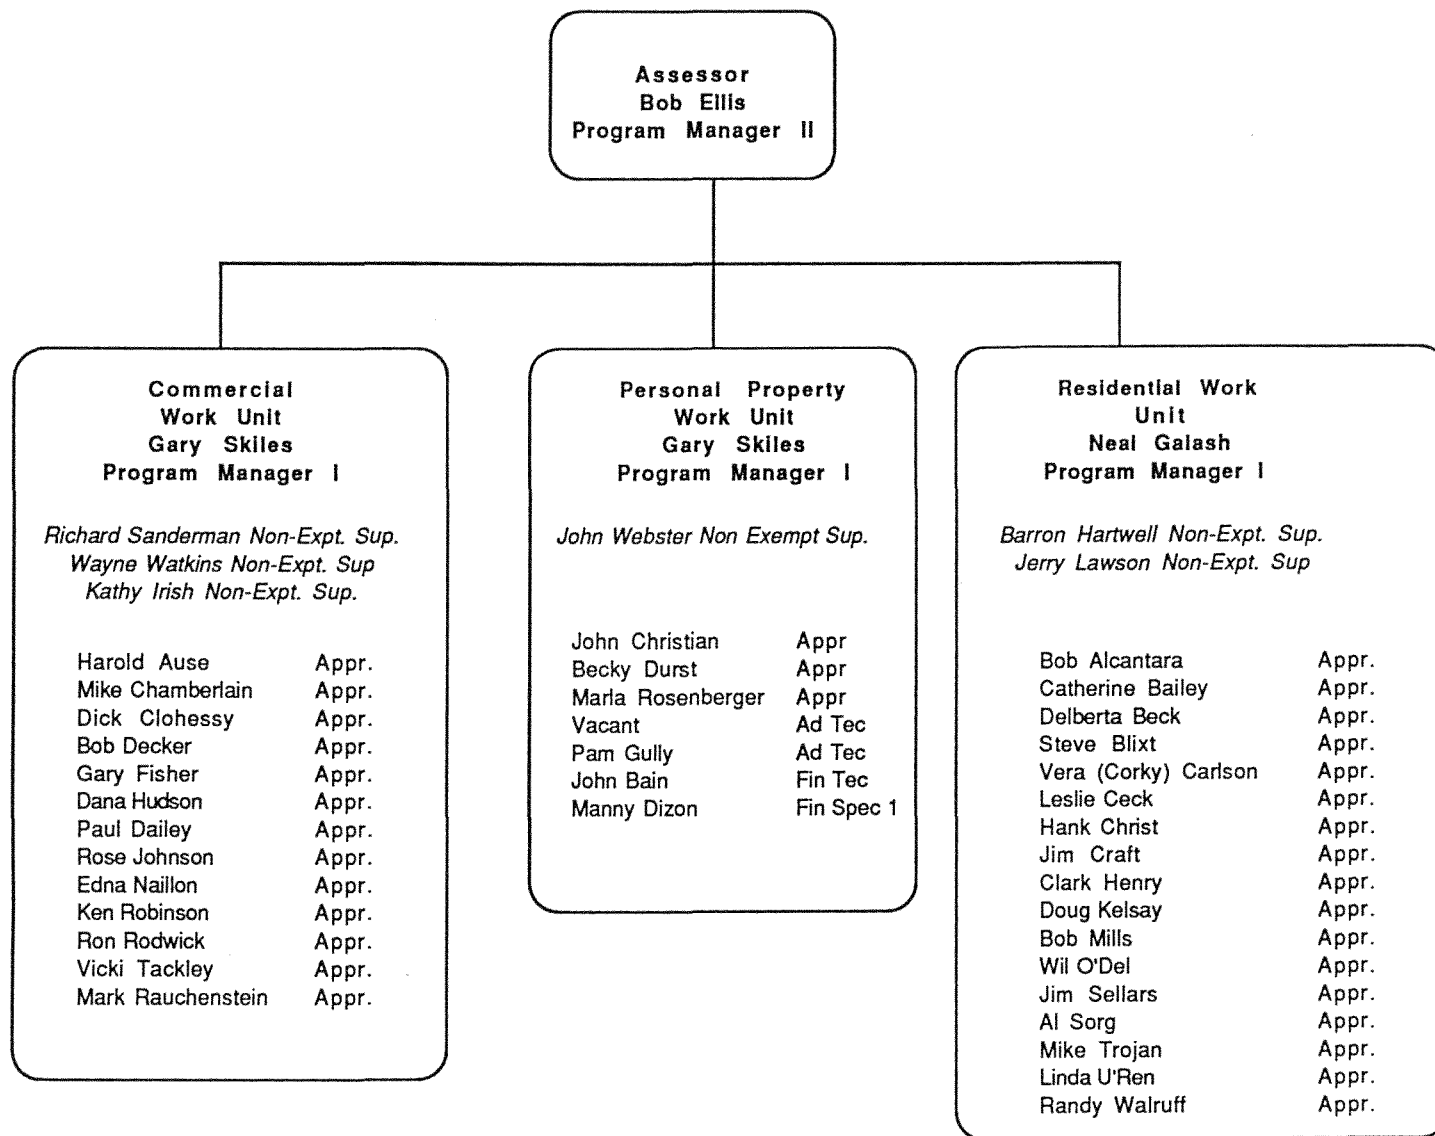 Assessor
Bob Ellis
Program Manager II
Commercial
Work Unit
Gary Skiles
Program Manager I
Richard Sanderman Non-Expt. Sup.
Wayne Watkins Non-Expt. Sup
Kathy Irish Non-Expt. Sup.
Harold Ause Appr.
Mike Chamberlain Appr.
Dick Clohessy Appr.
Bob Decker Appr.
Gary Fisher Appr.
Dana Hudson Appr.
Paul Dailey Appr.
Rose Johnson Appr.
Edna Naillon Appr.
Ken Robinson Appr.
Ron Rodwick Appr.
Vicki Tackley Appr.
Mark Rauchenstein Appr.
Personal Property
Work Unit
Gary Skiles
Program Manager I
John Webster Non Exempt Sup.
John Christian Appr
Becky Durst Appr
Marla Rosenberger Appr
Vacant Ad Tec
Pam Gully Ad Tec
John Bain Fin Tec
Manny Dizon Fin Spec 1
Residential Work
Unit
Neal Galash
Program Manager I
Barron Hartwell Non-Expt. Sup.
Jerry Lawson Non-Expt. Sup
Bob Alcantara Appr.
Catherine Bailey Appr.
Delberta Beck Appr.
Steve Blixt Appr.
Vera (Corky) Carlson Appr.
Leslie Ceck Appr.
Hank Christ Appr.
Jim Craft Appr.
Clark Henry Appr.
Doug Kelsay Appr.
Bob Mills Appr.
Wil O'Del Appr.
Jim Sellars Appr.
Al Sorg Appr.
Mike Trojan Appr.
Linda U'Ren Appr.
Randy Walruff Appr.